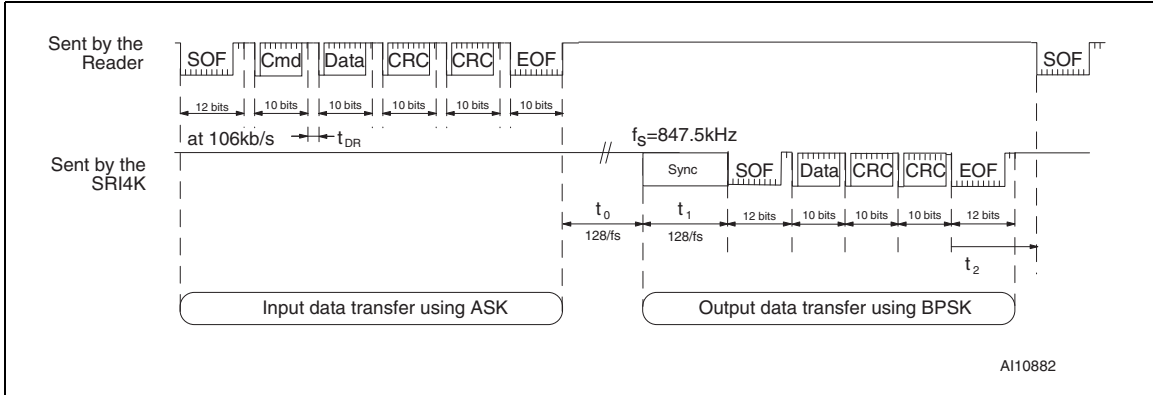 Sent by the
Reader
SOF Cmd Data CRC CRC EOF SOF
12 bits 10 bits 10 bits 10 bits 10 bits 10 bits
at 106kb/s tDR fS=847.5kHz
Sent by the
SRI4K
Sync SOF Data CRC CRC EOF
t0 t1 12 bits 10 bits 10 bits 10 bits 12 bits
128/fs 128/fs
t2
Input data transfer using ASK Output data transfer using BPSK
AI10882